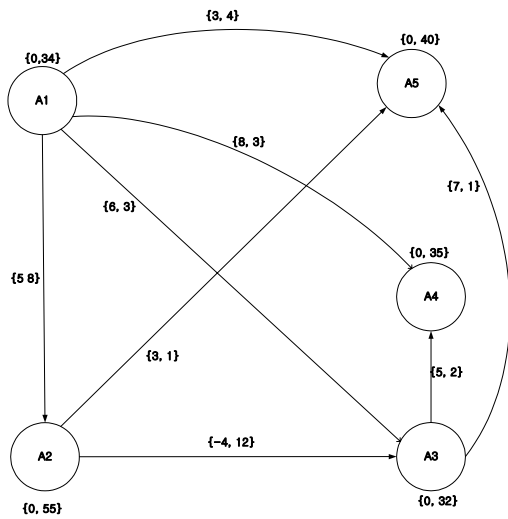 {3, 4}
{0, 40}
{0,34}
A5
A1
{8, 3}
{7, 1}
{6, 3}
{0, 35}
{5 8}
A4
{3, 1}
{5, 2}
{-4, 12}
A2
A3
{0, 32}
{0, 55}